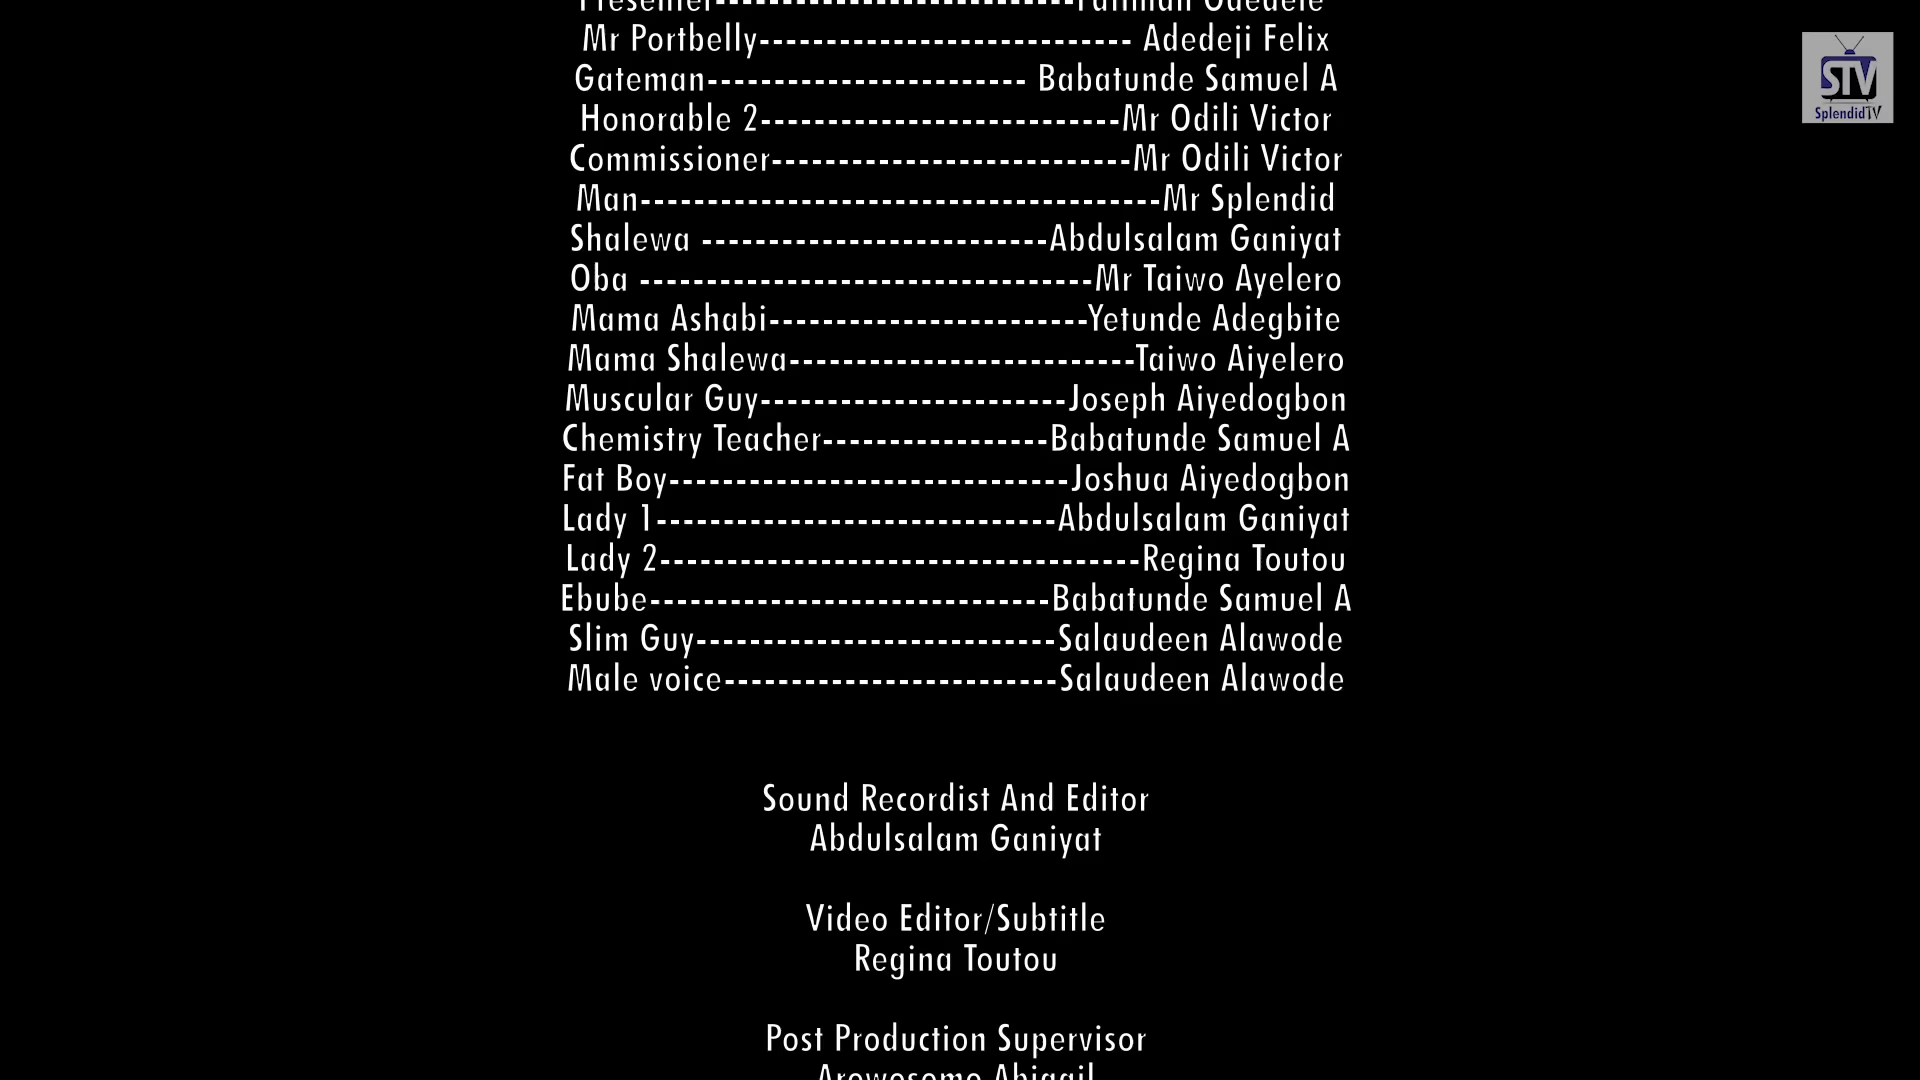 Mr Portbelly---------------------------- Adedeji Felix
Gateman------------------------ Babatunde Samuel A
Honorable 2---------------------------Mr Odili Victor
Commissioner---------------------------Mr Odili Victor
Man---------------------------------------Mr Splendid
Shalewa --------------------------Abdulsalam Ganiyat
Oba ----------------------------------Mr Taiwo Ayelero
Mama Ashabi------------------------Yetunde Adegbite
Mama Shalewa--------------------------Taiwo Aiyelero
Muscular Guy-----------------------Joseph Aiyedogbon
Chemistry Teacher-----------------Babatunde Samuel A
Fat Boy------------------------------Joshua Aiyedogbon
Lady 1------------------------------Abdulsalam Ganiyat
Lady 2------------------------------------Regina Toutou
Ebube------------------------------Babatunde Samuel A
Slim Guy---------------------------Salaudeen Alawode
Male voice-------------------------Salaudeen Alawode
Sound Recordist And Editor
Abdulsalam Ganiyat
Video Editor/Subtitle
Regina Toutou
Post Production Supervisor
STV
SplendidTV